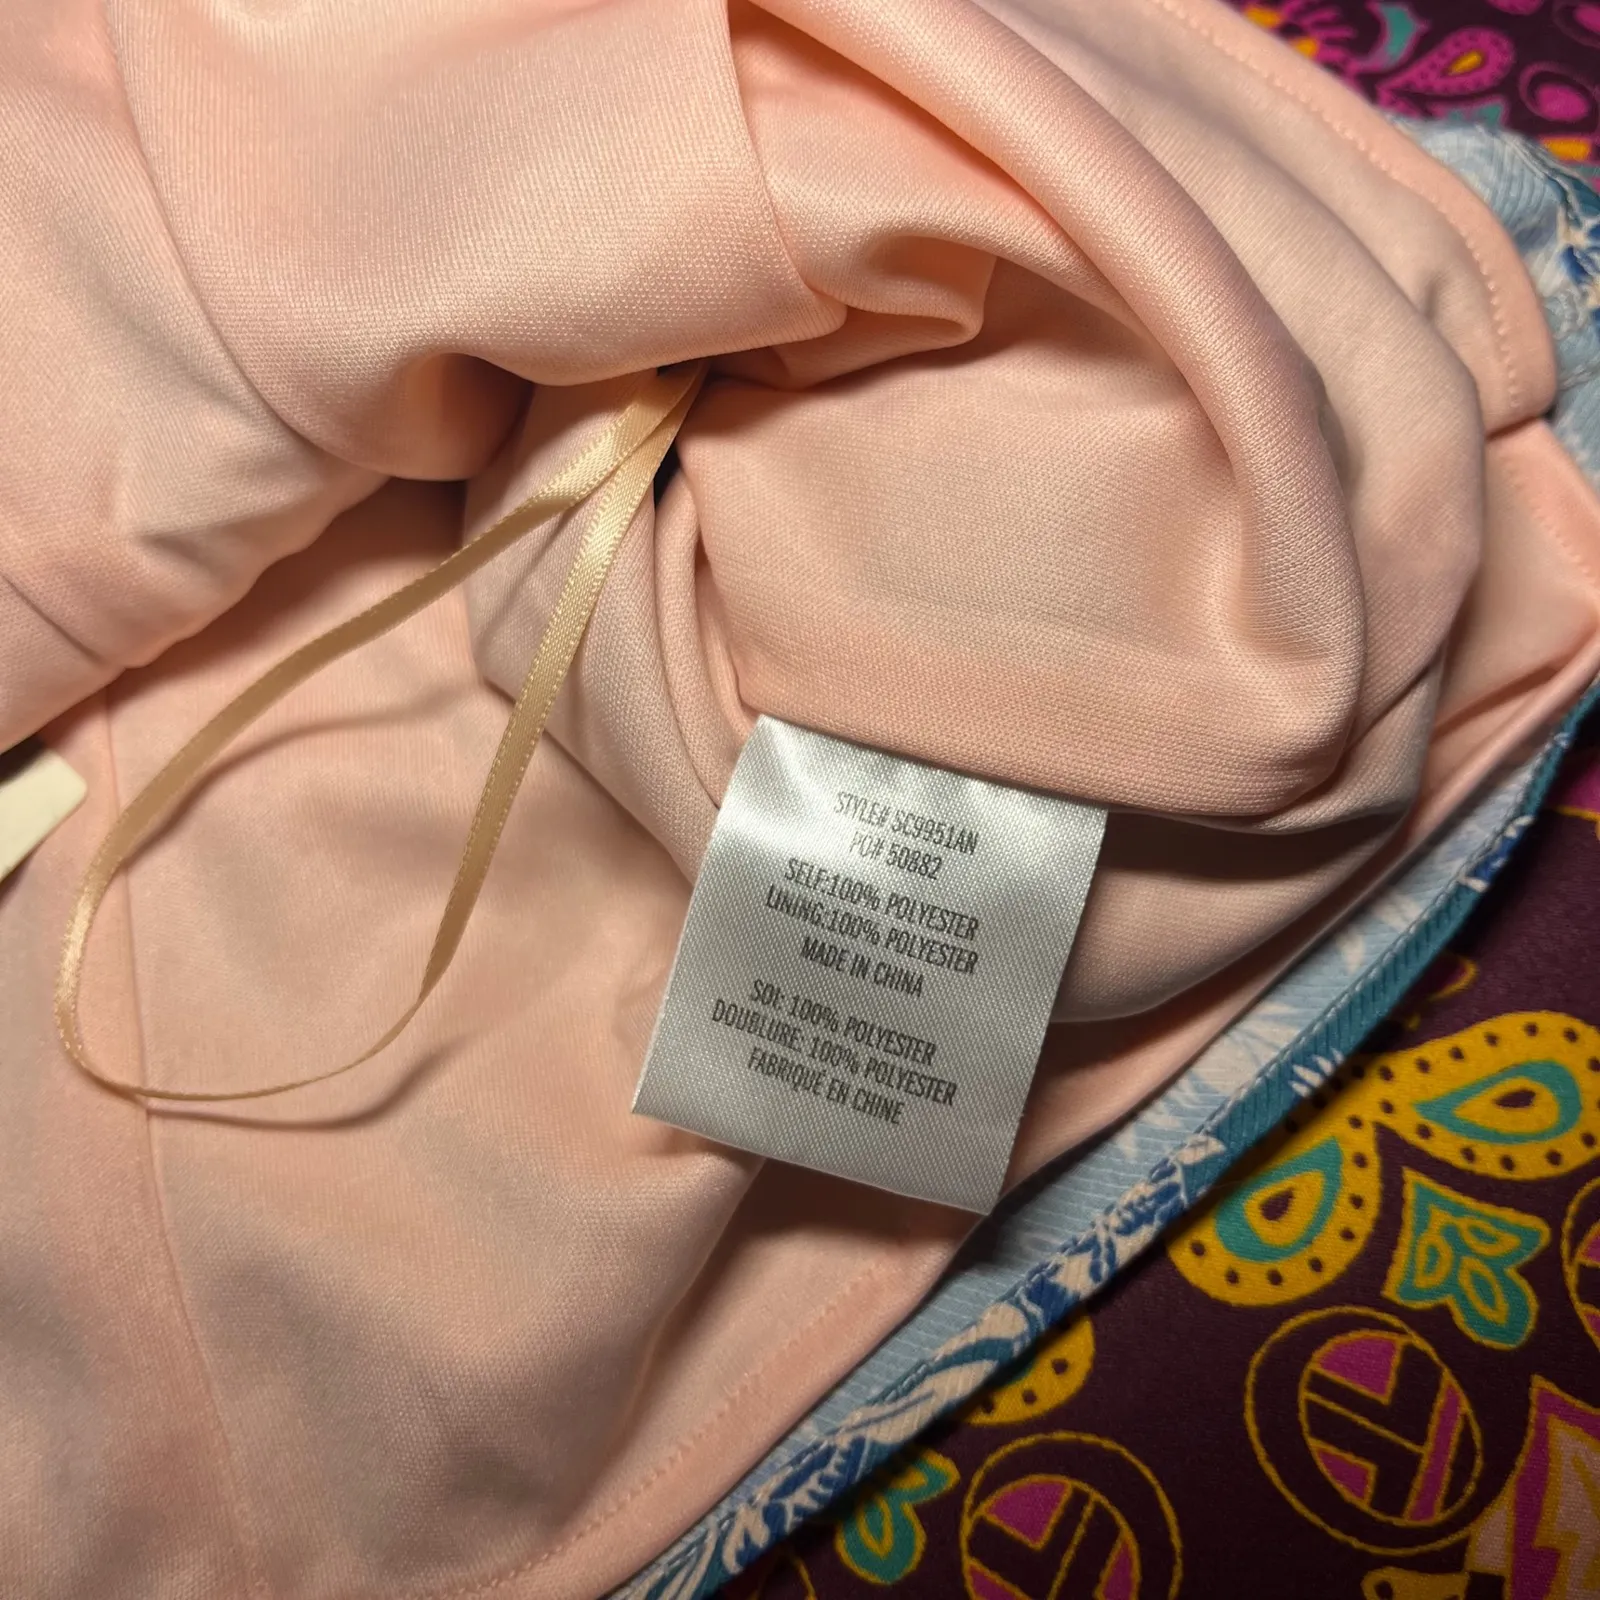 STYLE# SC9951AN
PO# 50882
SELF:100% POLYESTER
LINING:100% POLYESTER
MADE IN CHINA
SOI: 100% POLYESTER
DOUBLURE: 100% POLYESTER
FABRIQUÉ EN CHINE